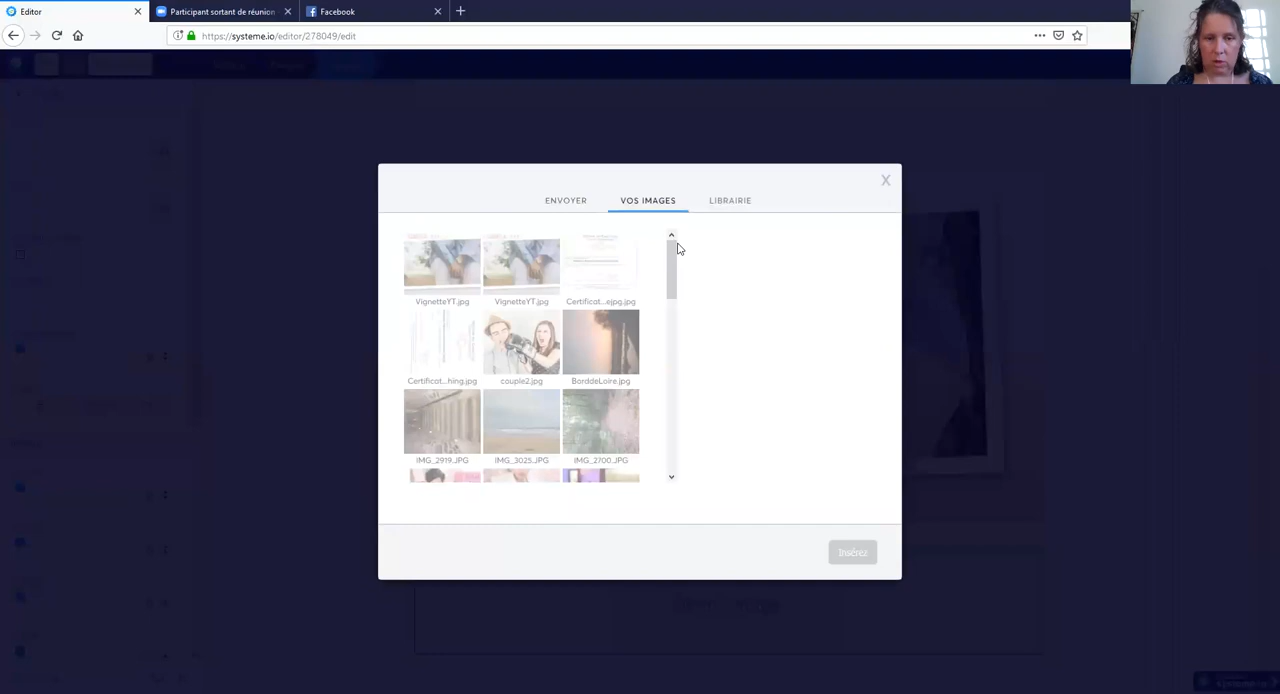 Editor
Participant sortant de réunion
Facebook
https://systeme.io/editor/278049/edit
X
ENVOYER
VOS IMAGES
LIBRAIRIE
VignetteYT.jpg
VignetteYT.jpg
Certificat...ejpg.jpg
Certificat...hing.jpg
couple2.jpg
BorddeLoire.jpg
IMG_2919.JPG
IMG_3025.JPG
IMG_2700.JPG
Insérez